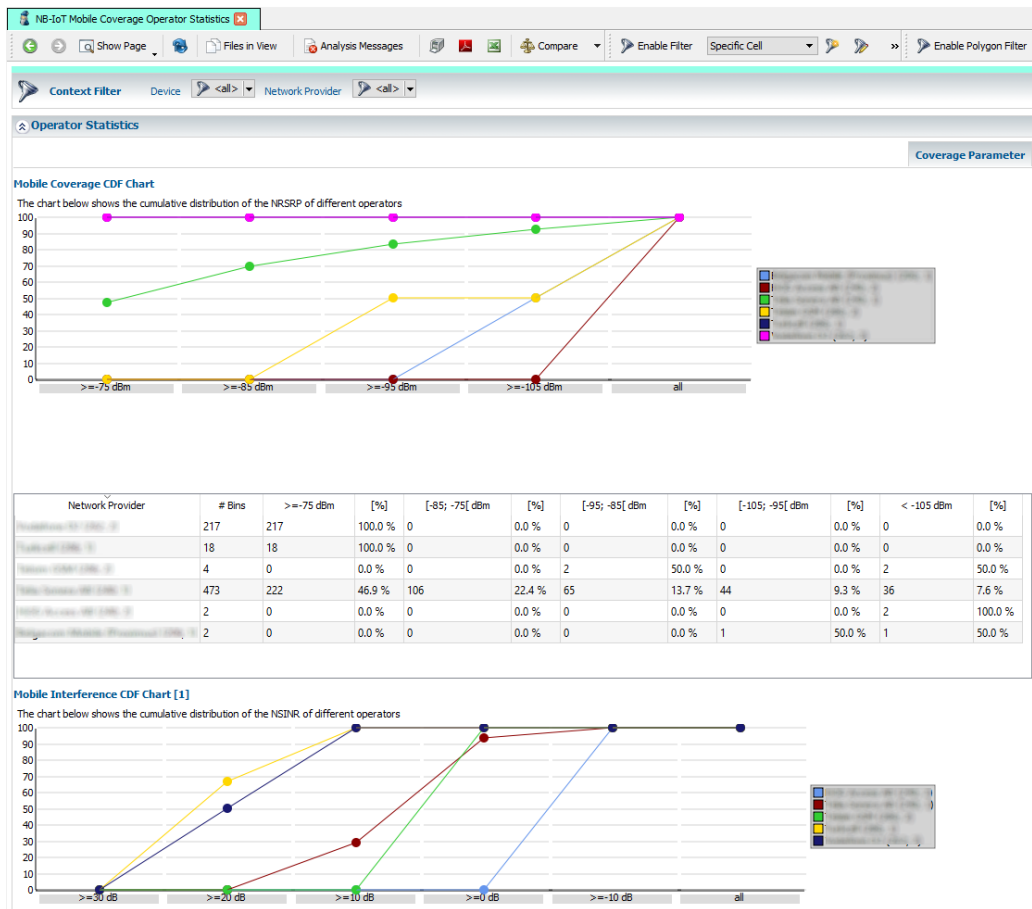 NB-IoT Mobile Coverage Operator Statistics
Show Page Files in View Analysis Messages Compare Enable Filter Specific Cell » Enable Polygon Filter
Context Filter Device <all> Network Provider <all>
Operator Statistics
Coverage Parameter
Mobile Coverage CDF Chart
The chart below shows the cumulative distribution of the NRSRP of different operators
100
90
80
70
60
50
40
30
20
10
0
>=-75 dBm >=-85 dBm >=-95 dBm >=-105 dBm all
Network Provider # Bins >=-75 dBm [%] [-85; -75[ dBm [%] [-95; -85[ dBm [%] [-105; -95[ dBm [%] < -105 dBm [%]
217 217 100.0 % 0 0.0 % 0 0.0 % 0 0.0 % 0 0.0 %
18 18 100.0 % 0 0.0 % 0 0.0 % 0 0.0 % 0 0.0 %
4 0 0.0 % 0 0.0 % 2 50.0 % 0 0.0 % 2 50.0 %
473 222 46.9 % 106 22.4 % 65 13.7 % 44 9.3 % 36 7.6 %
2 0 0.0 % 0 0.0 % 0 0.0 % 0 0.0 % 2 100.0 %
2 0 0.0 % 0 0.0 % 0 0.0 % 1 50.0 % 1 50.0 %
Mobile Interference CDF Chart [1]
The chart below shows the cumulative distribution of the NSINR of different operators
100
90
80
70
60
50
40
30
20
10
0
>=30 dB >=20 dB >=10 dB >=0 dB >=-10 dB all